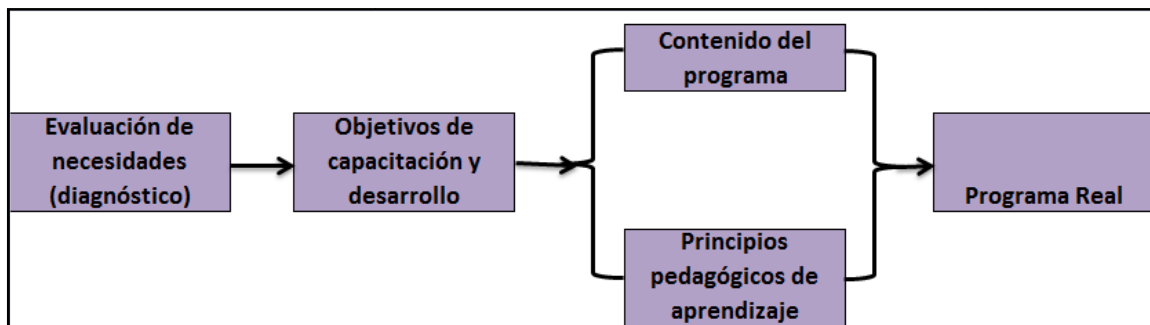 Evaluación de
necesidades
(diagnóstico)
Objetivos de
capacitación y
desarrollo
Contenido del
programa
Principios
pedagógicos de
aprendizaje
Programa Real